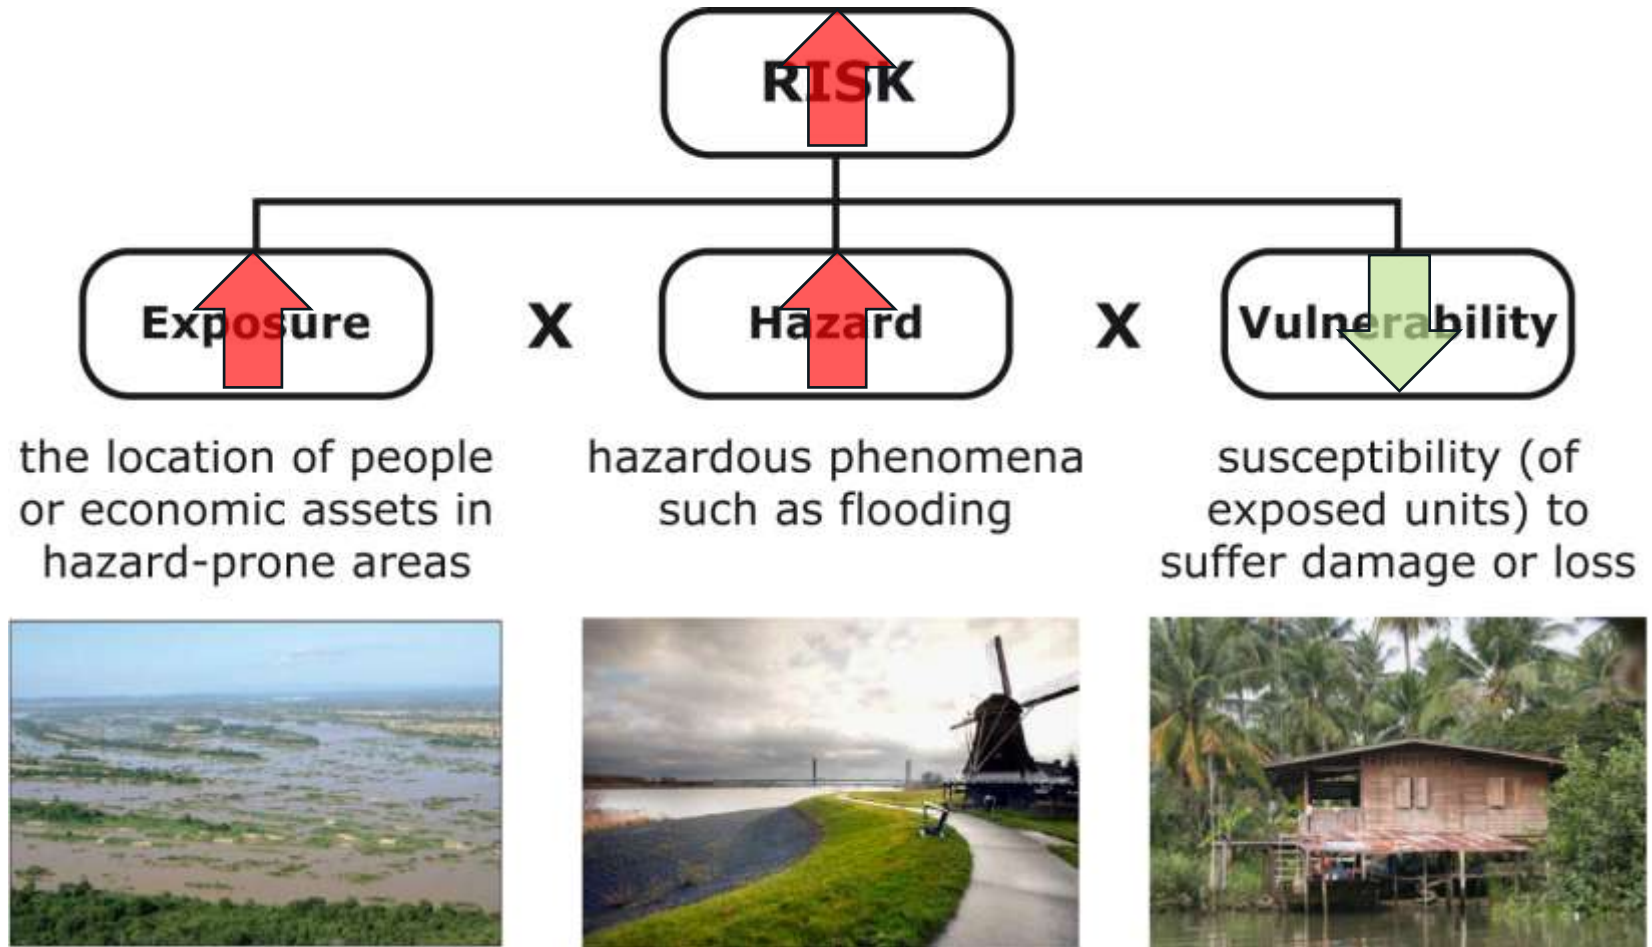 RISK
Exposure X Hazard X Vulnerability
the location of people
or economic assets in
hazard-prone areas
hazardous phenomena
such as flooding
susceptibility (of
exposed units) to
suffer damage or loss